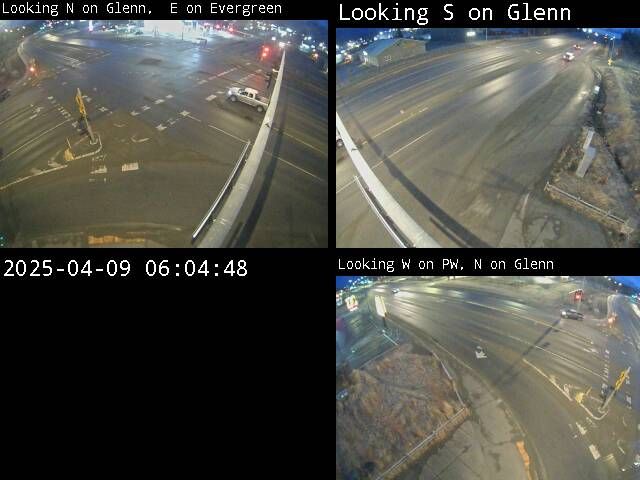 Looking N on Glenn,  E on Evergreen
Looking S on Glenn
2025-04-09 06:04:48
Looking W on PW, N on Glenn